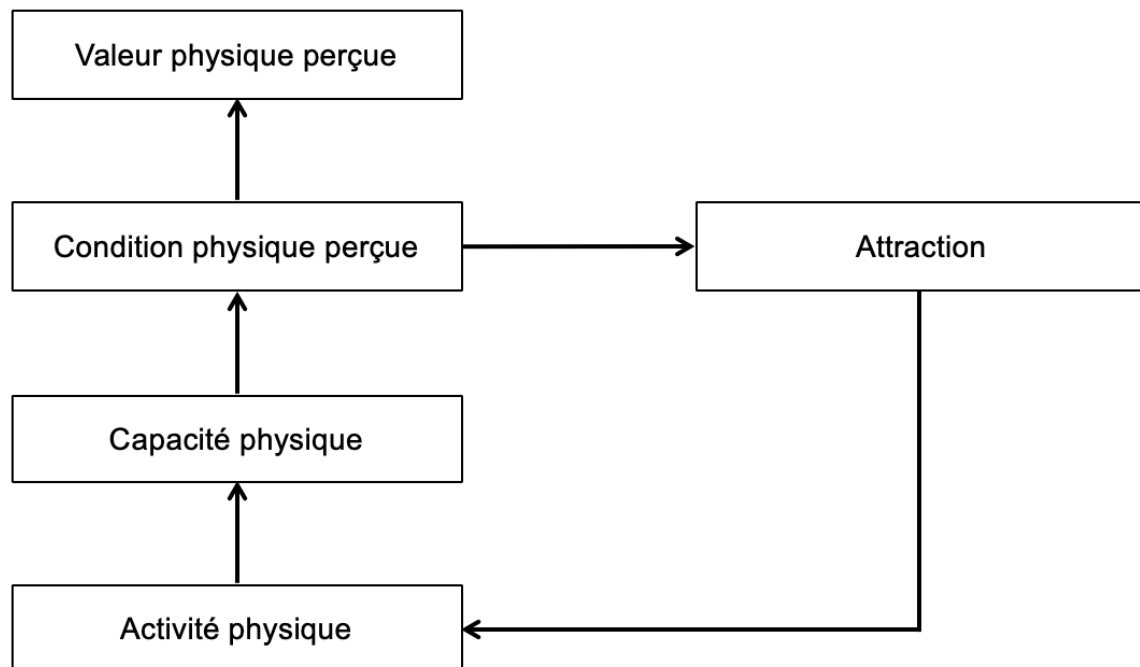 Valeur physique perçue
Condition physique perçue
Attraction
Capacité physique
Activité physique